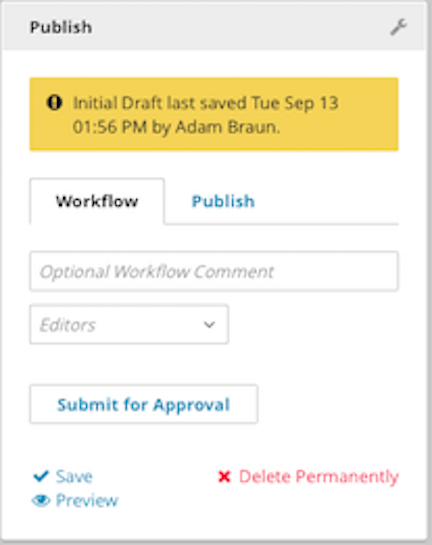 Publish
Initial Draft last saved Tue Sep 13
01:56 PM by Adam Braun.
Workflow Publish
Optional Workflow Comment
Editors
Submit for Approval
Save Delete Permanently
Preview